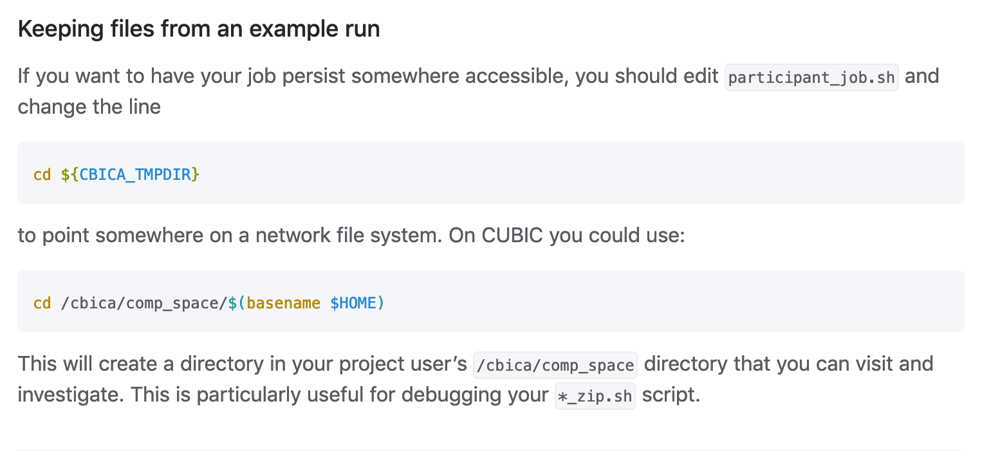 Keeping files from an example run
If you want to have your job persist somewhere accessible, you should edit participant_job.sh and
change the line
cd ${CBICA_TMPDIR}
to point somewhere on a network file system. On CUBIC you could use:
cd /cbica/comp_space/$(basename $HOME)
This will create a directory in your project user’s /cbica/comp_space directory that you can visit and
investigate. This is particularly useful for debugging your *_zip.sh script.